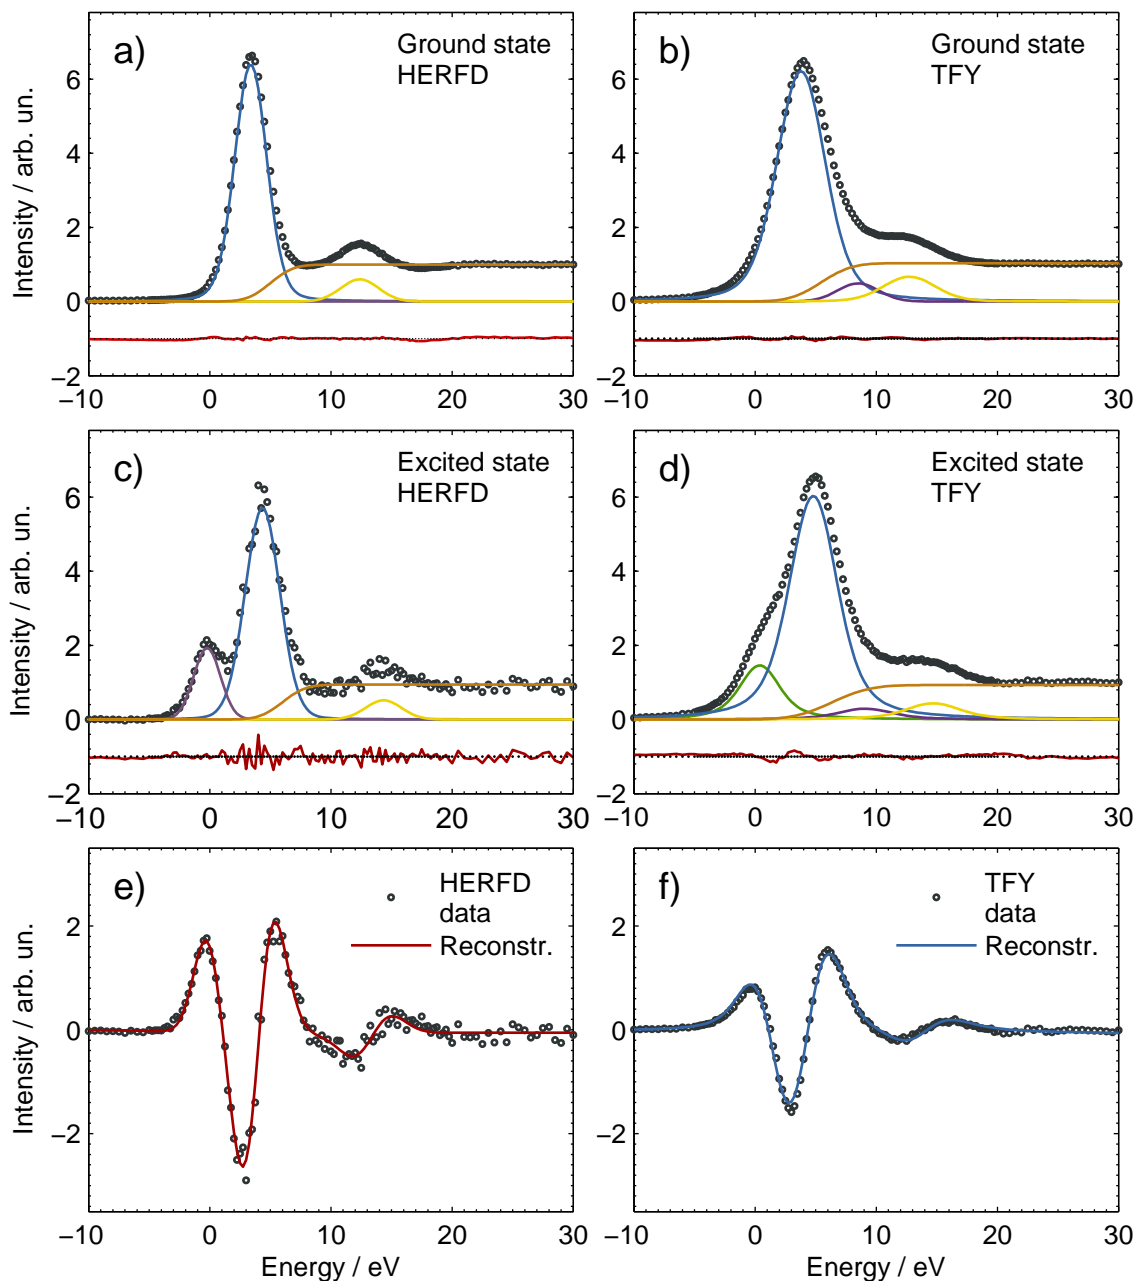 a)
Ground state
HERFD
Intensity / arb. un.
6
4
2
0
−2
−10 0 10 20 30
b)
Ground state
TFY
6
4
2
0
−2
−10 0 10 20 30
c)
Excited state
HERFD
Intensity / arb. un.
6
4
2
0
−2
−10 0 10 20 30
d)
Excited state
TFY
6
4
2
0
−2
−10 0 10 20 30
e)
HERFD
data
Reconstr.
Intensity / arb. un.
2
0
−2
−10 0 10 20 30
Energy / eV
f)
TFY
data
Reconstr.
2
0
−2
−10 0 10 20 30
Energy / eV